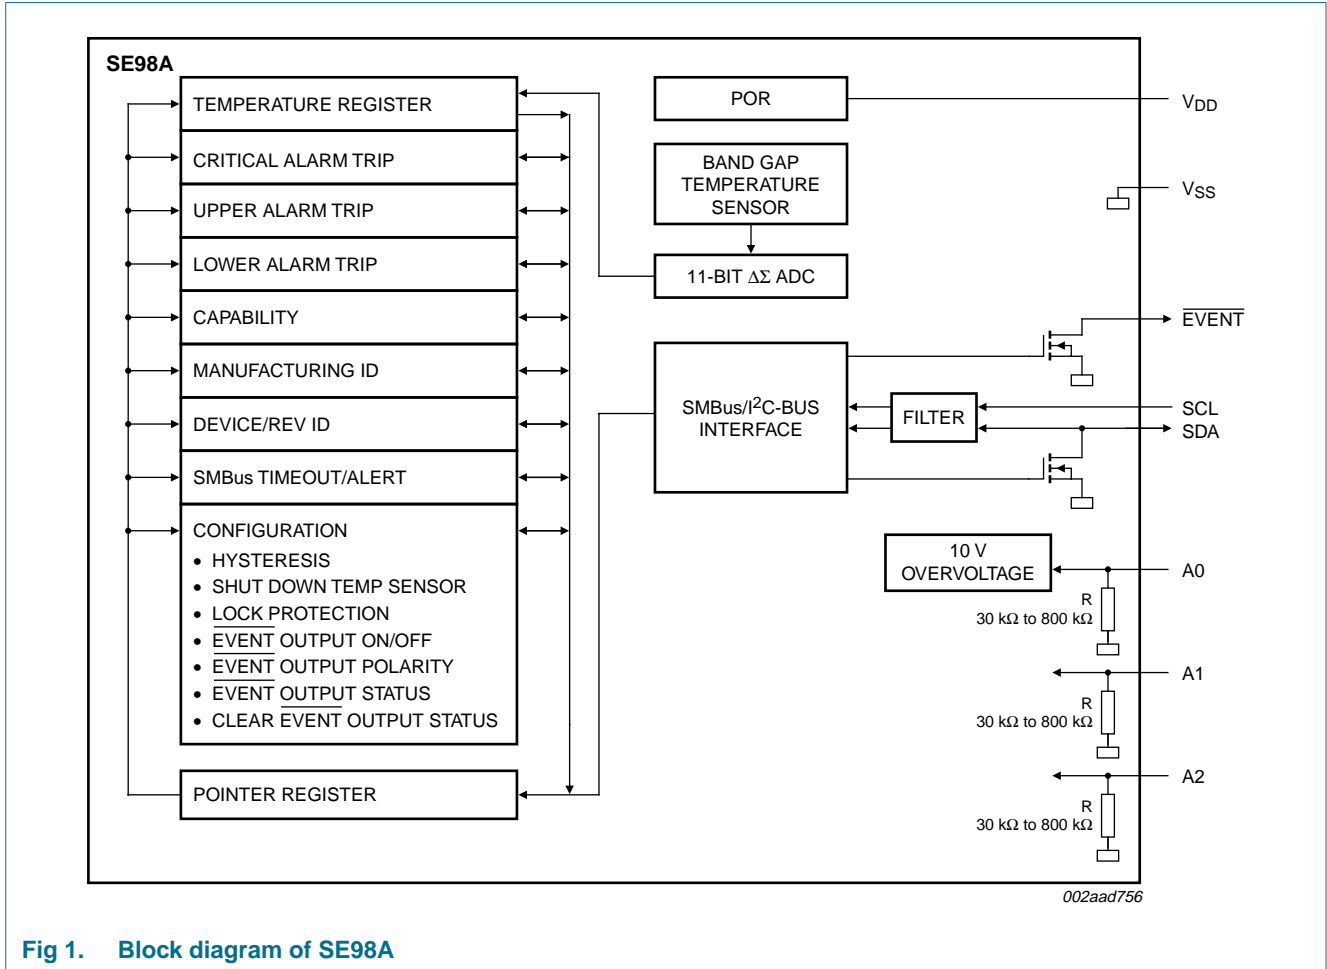 SE98A
TEMPERATURE REGISTER
CRITICAL ALARM TRIP
UPPER ALARM TRIP
LOWER ALARM TRIP
CAPABILITY
MANUFACTURING ID
DEVICE/REV ID
SMBus TIMEOUT/ALERT
CONFIGURATION
• HYSTERESIS
• SHUT DOWN TEMP SENSOR
• LOCK PROTECTION
• EVENT OUTPUT ON/OFF
• EVENT OUTPUT POLARITY
• EVENT OUTPUT STATUS
• CLEAR EVENT OUTPUT STATUS
POINTER REGISTER
POR
BAND GAP
TEMPERATURE
SENSOR
11-BIT ΔΣ ADC
SMBus/I²C-BUS
INTERFACE
FILTER
10 V
OVERVOLTAGE
R
30 kΩ to 800 kΩ
R
30 kΩ to 800 kΩ
R
30 kΩ to 800 kΩ
VDD
VSS
EVENT
SCL
SDA
A0
A1
A2
002aad756
Fig 1. Block diagram of SE98A